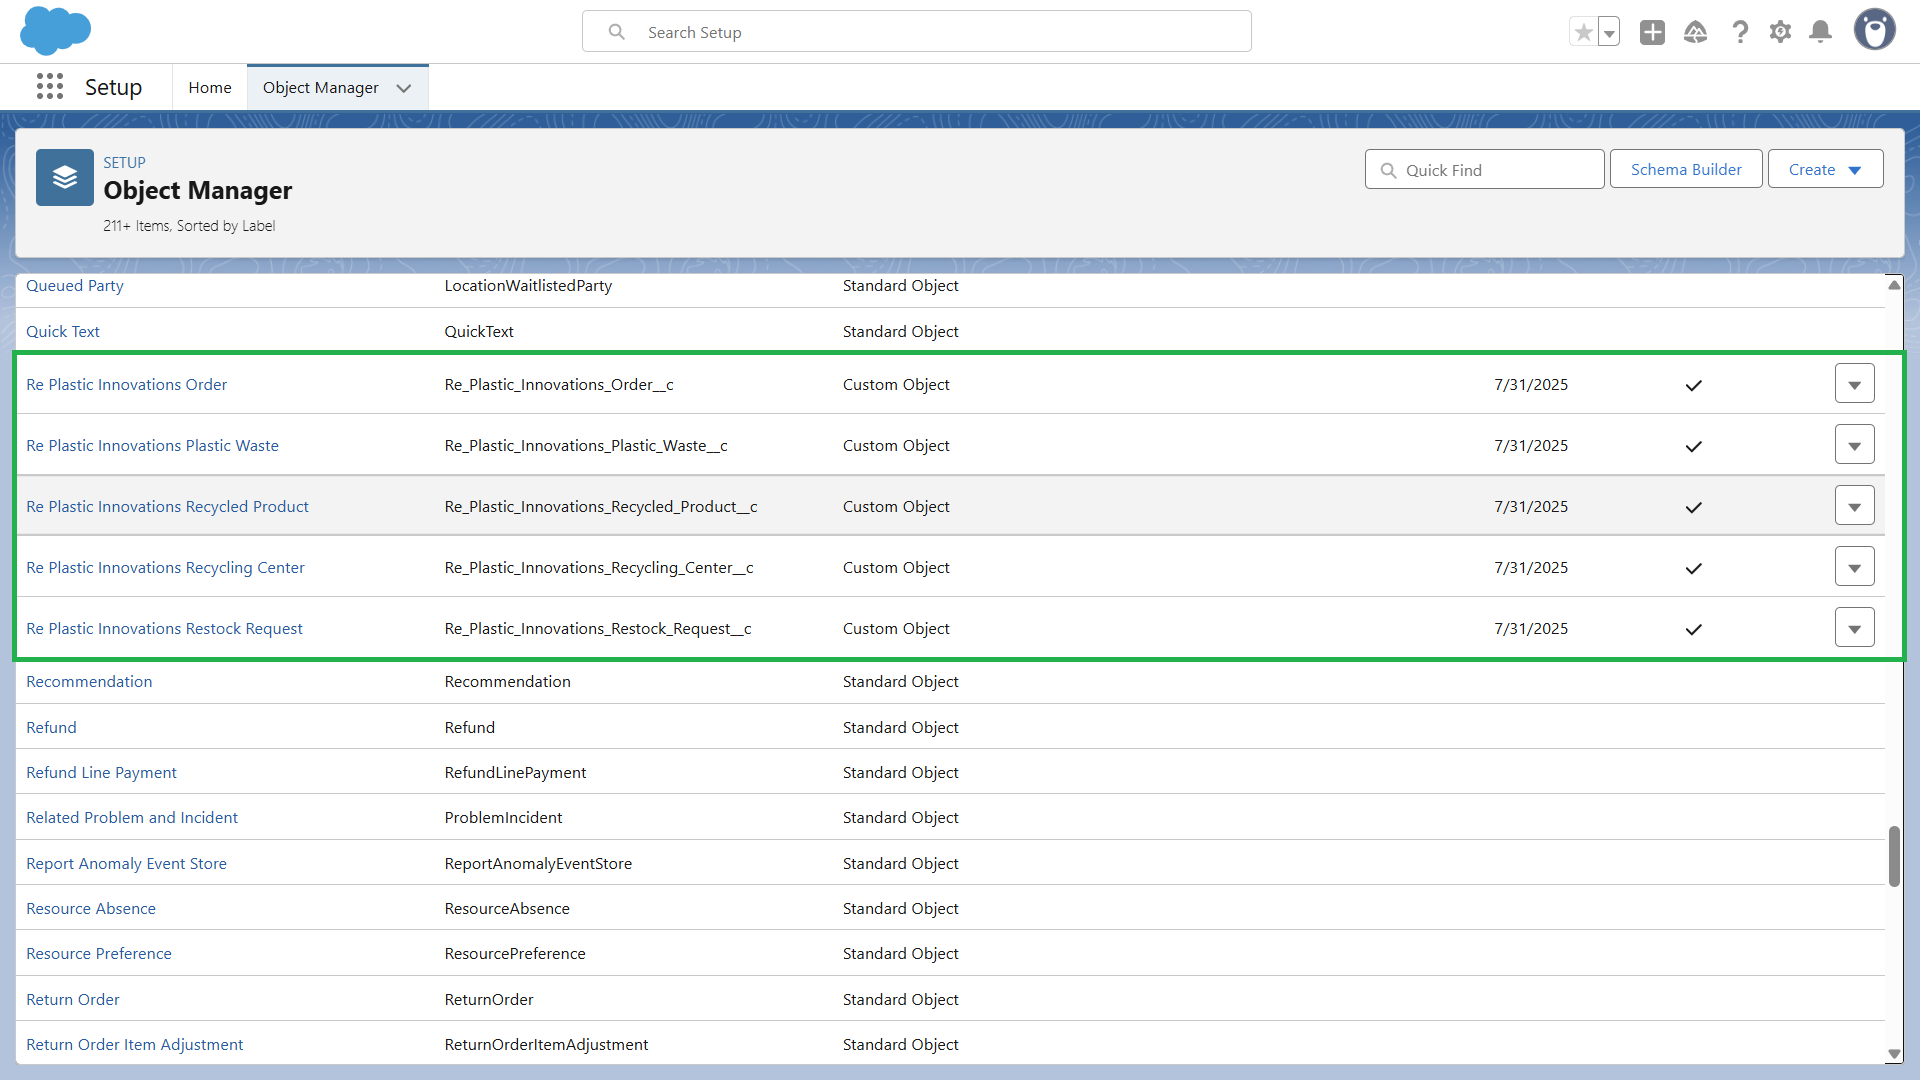 Search Setup
Setup
Home
Object Manager
SETUP
Object Manager
211+ Items, Sorted by Label
Quick Find
Schema Builder
Create
Queued Party LocationWaitlistedParty Standard Object
Quick Text QuickText Standard Object
Re Plastic Innovations Order Re_Plastic_Innovations_Order__c Custom Object 7/31/2025
Re Plastic Innovations Plastic Waste Re_Plastic_Innovations_Plastic_Waste__c Custom Object 7/31/2025
Re Plastic Innovations Recycled Product Re_Plastic_Innovations_Recycled_Product__c Custom Object 7/31/2025
Re Plastic Innovations Recycling Center Re_Plastic_Innovations_Recycling_Center__c Custom Object 7/31/2025
Re Plastic Innovations Restock Request Re_Plastic_Innovations_Restock_Request__c Custom Object 7/31/2025
Recommendation Recommendation Standard Object
Refund Refund Standard Object
Refund Line Payment RefundLinePayment Standard Object
Related Problem and Incident ProblemIncident Standard Object
Report Anomaly Event Store ReportAnomalyEventStore Standard Object
Resource Absence ResourceAbsence Standard Object
Resource Preference ResourcePreference Standard Object
Return Order ReturnOrder Standard Object
Return Order Item Adjustment ReturnOrderItemAdjustment Standard Object